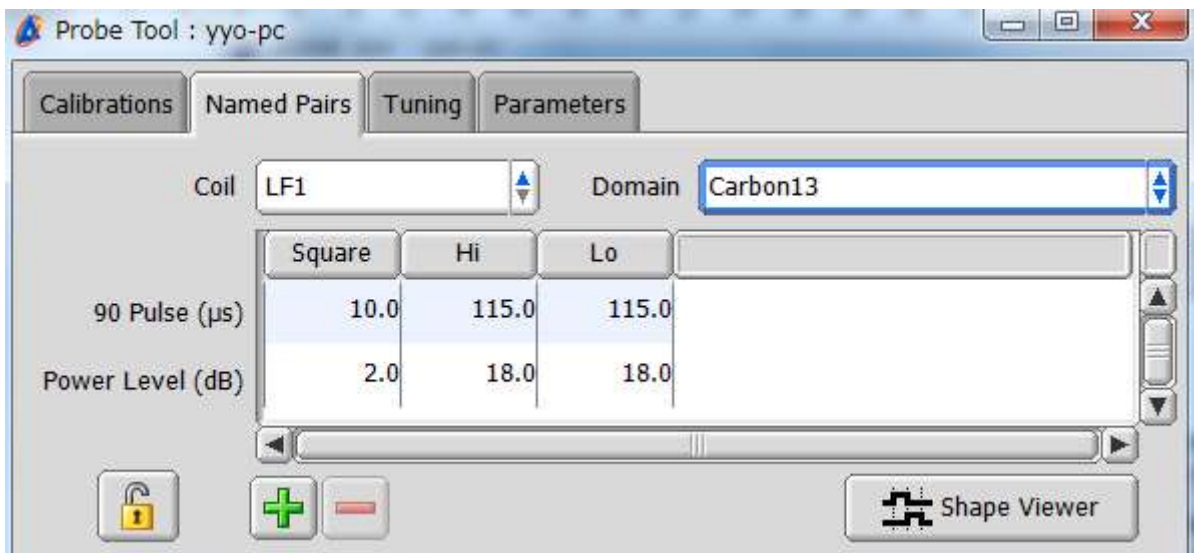 Probe Tool : yyo-pc
Calibrations Named Pairs Tuning Parameters
Coil LF1 Domain Carbon13
Square Hi Lo
90 Pulse (µs) 10.0 115.0 115.0
Power Level (dB) 2.0 18.0 18.0
Shape Viewer